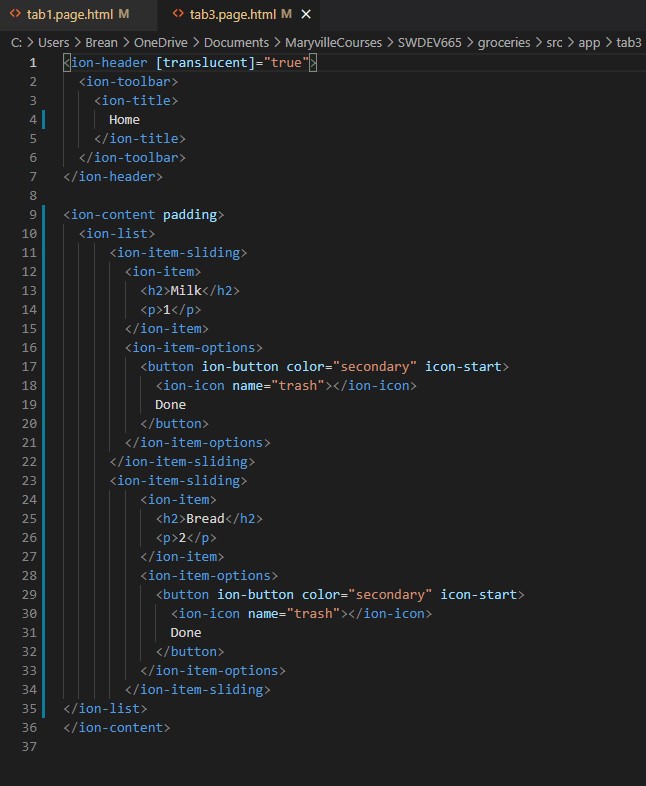 <> tab1.page.html M <> tab3.page.html M ×
C: > Users > Brean > OneDrive > Documents > MaryvilleCourses > SWDEV665 > groceries > src > app > tab3
1 <ion-header [translucent]="true">
2   <ion-toolbar>
3     <ion-title>
4       Home
5     </ion-title>
6   </ion-toolbar>
7 </ion-header>
8
9 <ion-content padding>
10   <ion-list>
11       <ion-item-sliding>
12         <ion-item>
13           <h2>Milk</h2>
14           <p>1</p>
15         </ion-item>
16         <ion-item-options>
17           <button ion-button color="secondary" icon-start>
18             <ion-icon name="trash"></ion-icon>
19             Done
20           </button>
21         </ion-item-options>
22       </ion-item-sliding>
23       <ion-item-sliding>
24           <ion-item>
25             <h2>Bread</h2>
26             <p>2</p>
27           </ion-item>
28           <ion-item-options>
29             <button ion-button color="secondary" icon-start>
30               <ion-icon name="trash"></ion-icon>
31               Done
32             </button>
33           </ion-item-options>
34         </ion-item-sliding>
35 </ion-list>
36 </ion-content>
37